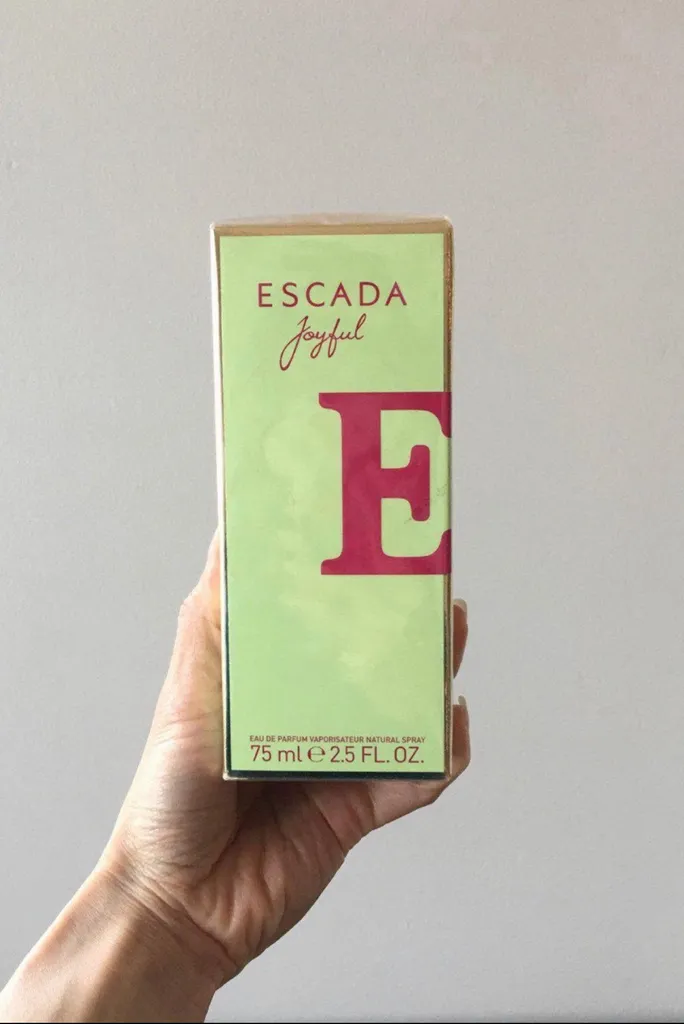 ESCADA
Joyful
E
EAU DE PARFUM VAPORISATEUR NATURAL SPRAY
75 ml ℮ 2.5 FL. OZ.